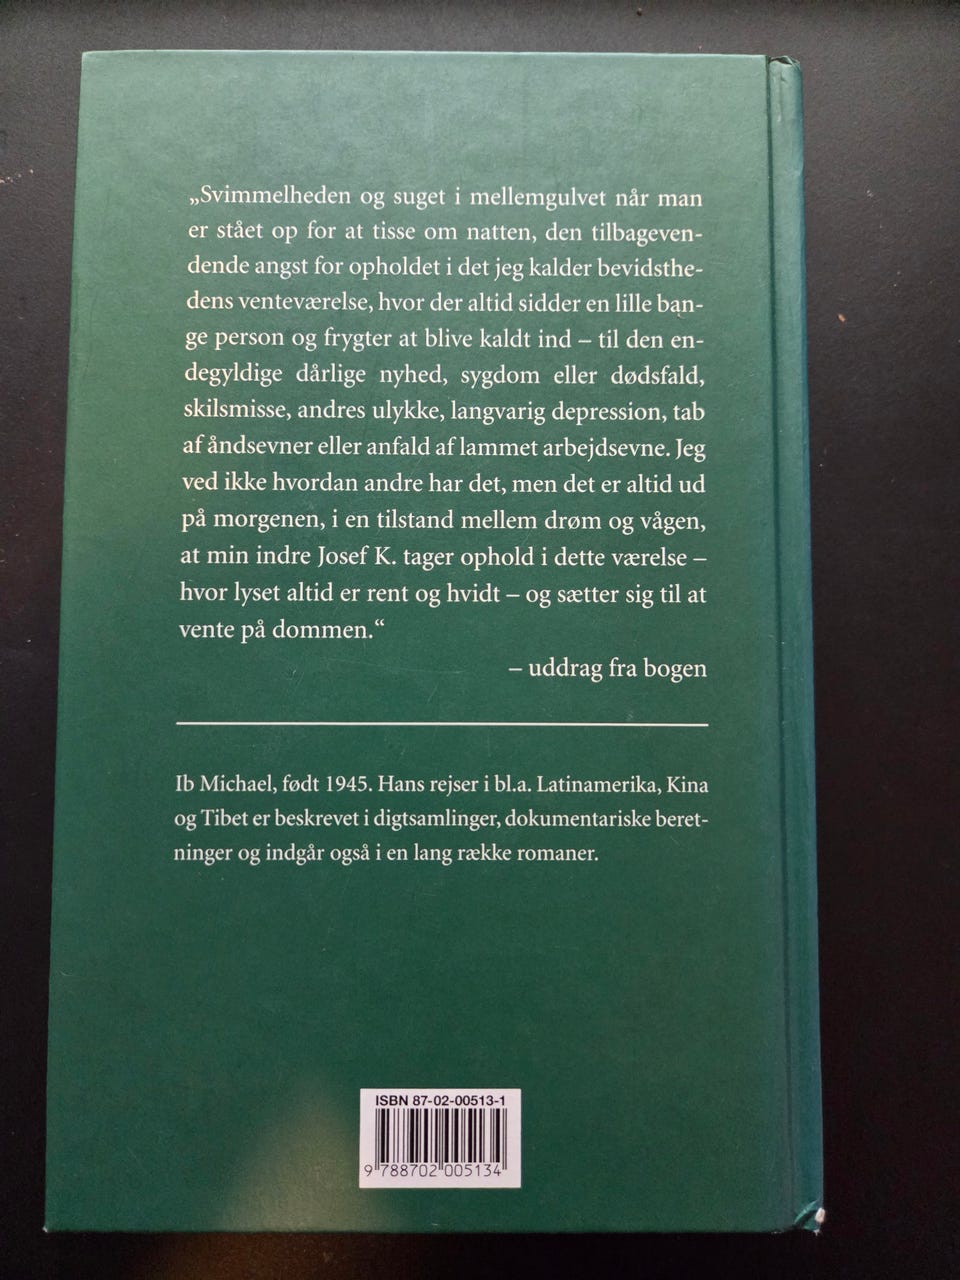 „Svimmelheden og suget i mellemgulvet når man
er stået op for at tisse om natten, den tilbageven-
dende angst for opholdet i det jeg kalder bevidsthe-
dens venteværelse, hvor der altid sidder en lille ban-
ge person og frygter at blive kaldt ind – til den en-
degyldige dårlige nyhed, sygdom eller dødsfald,
skilsmisse, andres ulykke, langvarig depression, tab
af åndsevner eller anfald af lammet arbejdsevne. Jeg
ved ikke hvordan andre har det, men det er altid ud
på morgenen, i en tilstand mellem drøm og vågen,
at min indre Josef K. tager ophold i dette værelse –
hvor lyset altid er rent og hvidt – og sætter sig til at
vente på dommen.“
– uddrag fra bogen
Ib Michael, født 1945. Hans rejser i bl.a. Latinamerika, Kina
og Tibet er beskrevet i digtsamlinger, dokumentariske beret-
ninger og indgår også i en lang række romaner.
ISBN 87-02-00513-1
9 788702 005134